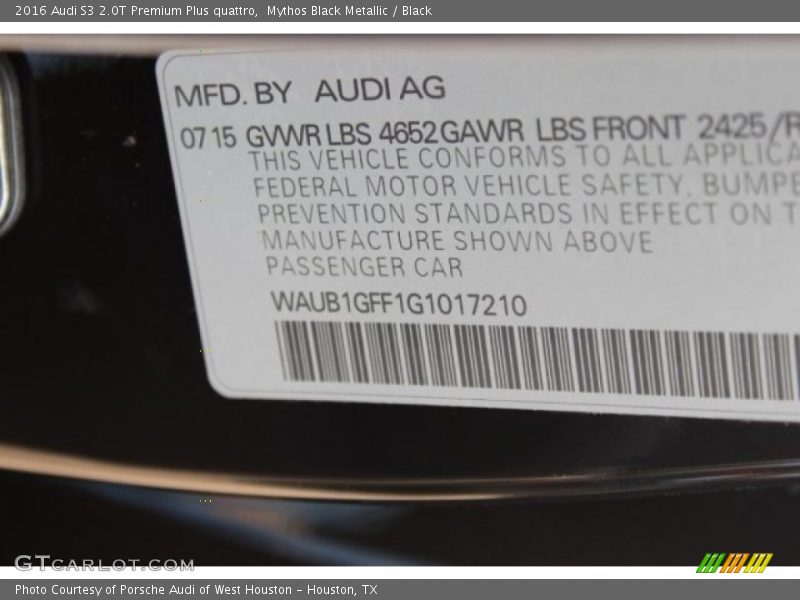 2016 Audi S3 2.0T Premium Plus quattro, Mythos Black Metallic / Black
MFD. BY AUDI AG
07 15 GVWR LBS 4652 GAWR LBS FRONT 2425 /R
THIS VEHICLE CONFORMS TO ALL APPLICA
FEDERAL MOTOR VEHICLE SAFETY, BUMPE
PREVENTION STANDARDS IN EFFECT ON T
MANUFACTURE SHOWN ABOVE
PASSENGER CAR
WAUB1GFF1G1017210
GTCARLOT.COM
Photo Courtesy of Porsche Audi of West Houston - Houston, TX